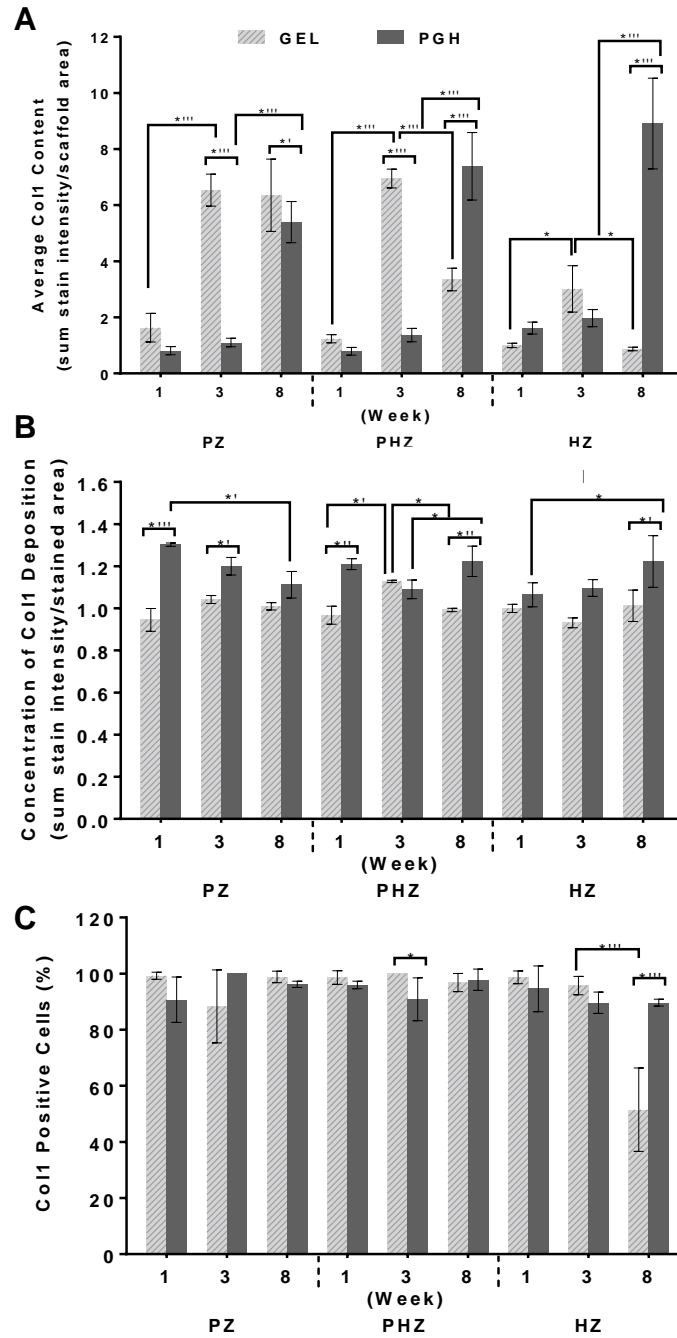 A
GEL PGH
Average Col1 Content
(sum stain intensity/scaffold area)
12
10
8
6
4
2
0
*''' *''' *''' *'
*''' *''' *''' *''' *'''
* * *''' *'''
1 3 8 1 3 8 1 3 8
(Week)
PZ PHZ HZ
B
Concentration of Col1 Deposition
(sum stain intensity/stained area)
1.6
1.4
1.2
1.0
0.8
0.6
0.4
0.2
0.0
*''' *' *'
*'' *' * * *''
* *'
1 3 8 1 3 8 1 3 8
(Week)
PZ PHZ HZ
C
Col1 Positive Cells (%)
120
100
80
60
40
20
0
* *''' *'''
1 3 8 1 3 8 1 3 8
(Week)
PZ PHZ HZ